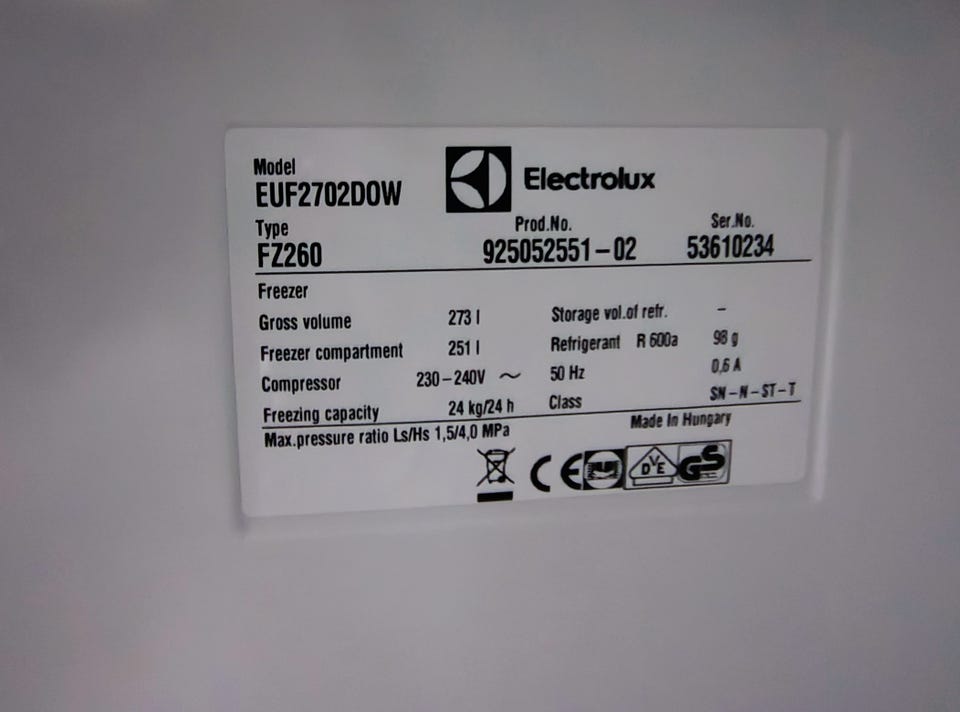 Model
EUF2702DOW
Electrolux
Type Prod.No. Ser.No.
FZ260 925052551-02 53610234
Freezer
Gross volume 273 l Storage vol.of refr. –
Freezer compartment 251 l Refrigerant R 600a 98 g
Compressor 230-240V ~ 50 Hz 0,6 A
Freezing capacity 24 kg/24 h Class SN-N-ST-T
Max.pressure ratio Ls/Hs 1,5/4,0 MPa Made In Hungary
CE DVE GS